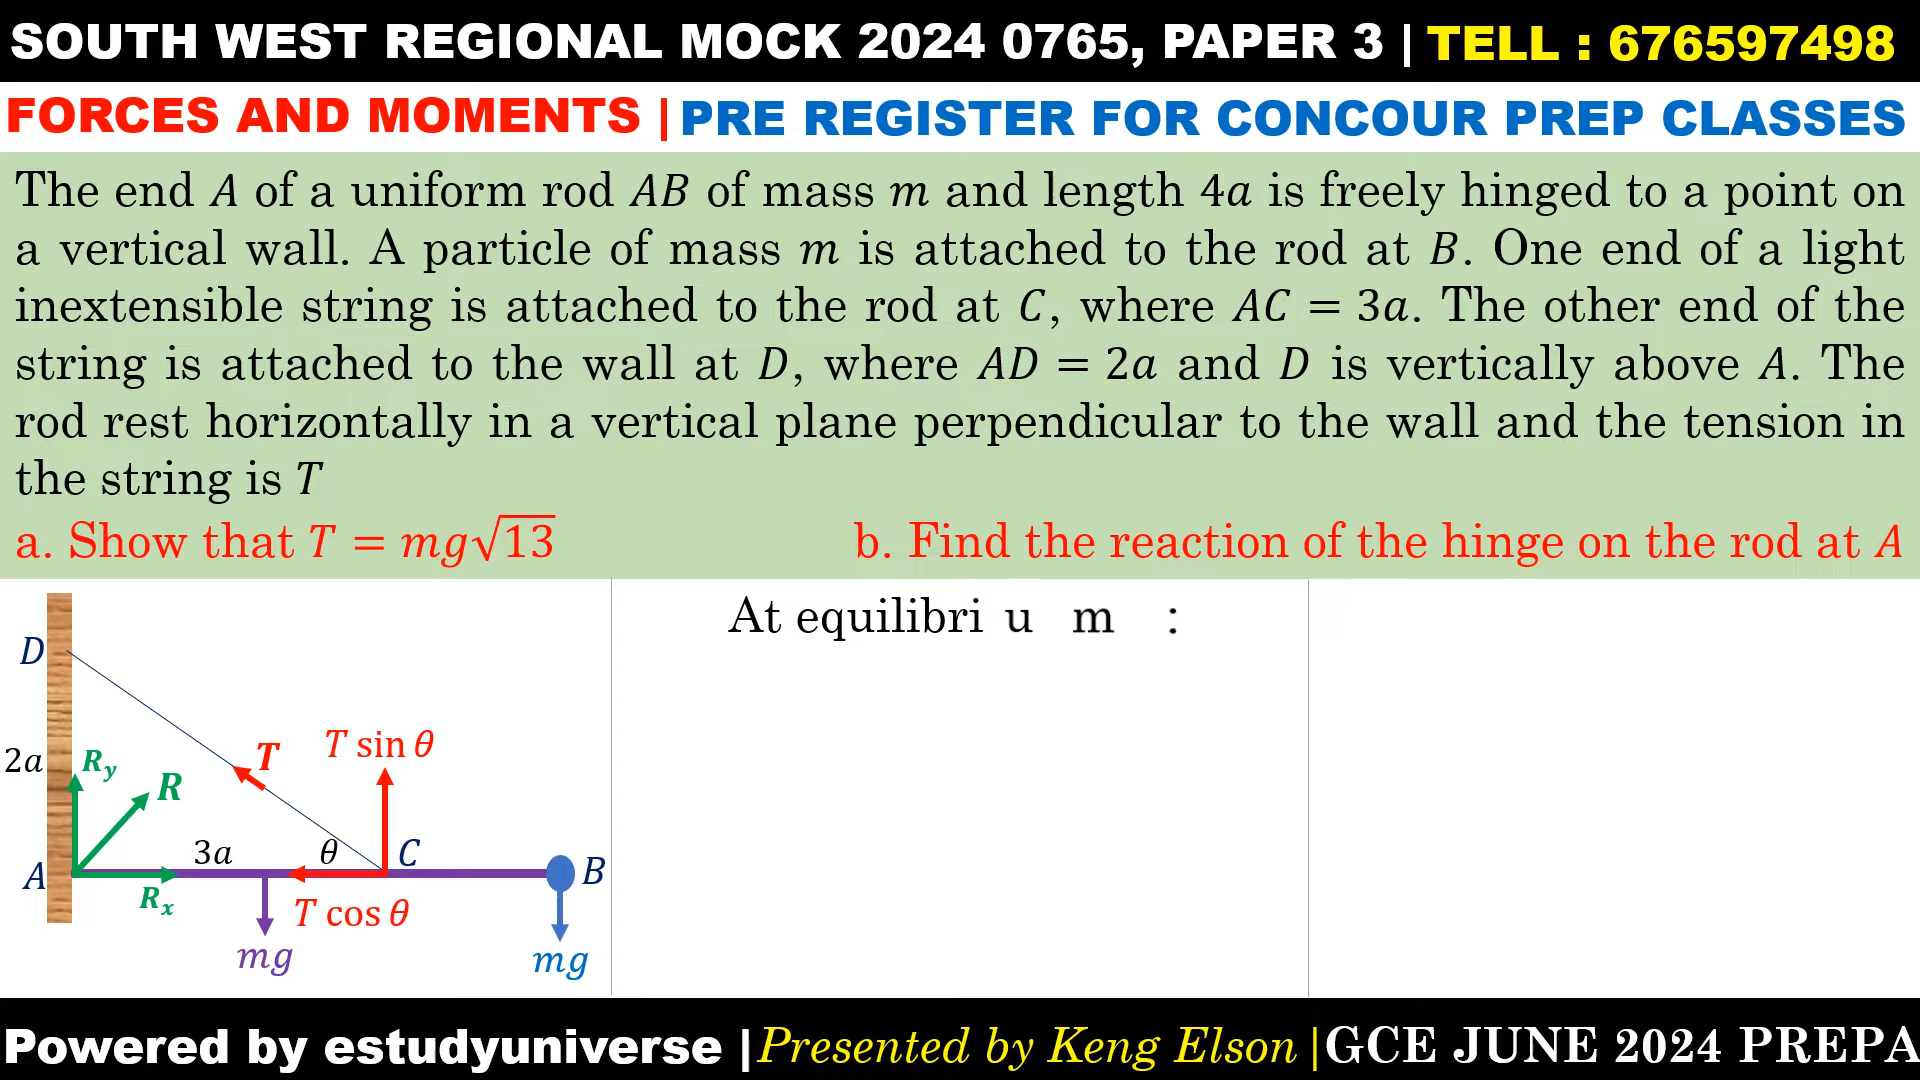 SOUTH WEST REGIONAL MOCK 2024 0765, PAPER 3 | TELL : 676597498
FORCES AND MOMENTS | PRE REGISTER FOR CONCOUR PREP CLASSES
The end A of a uniform rod AB of mass m and length 4a is freely hinged to a point on
a vertical wall. A particle of mass m is attached to the rod at B. One end of a light
inextensible string is attached to the rod at C, where AC = 3a. The other end of the
string is attached to the wall at D, where AD = 2a and D is vertically above A. The
rod rest horizontally in a vertical plane perpendicular to the wall and the tension in
the string is T
a. Show that T = mg√13 b. Find the reaction of the hinge on the rod at A
At equilibri u m :
D
T
T sin θ
2a
R_y
R
3a
θ
C
A
B
R_x
T cos θ
mg
mg
Powered by estudyuniverse | Presented by Keng Elson | GCE JUNE 2024 PREPA